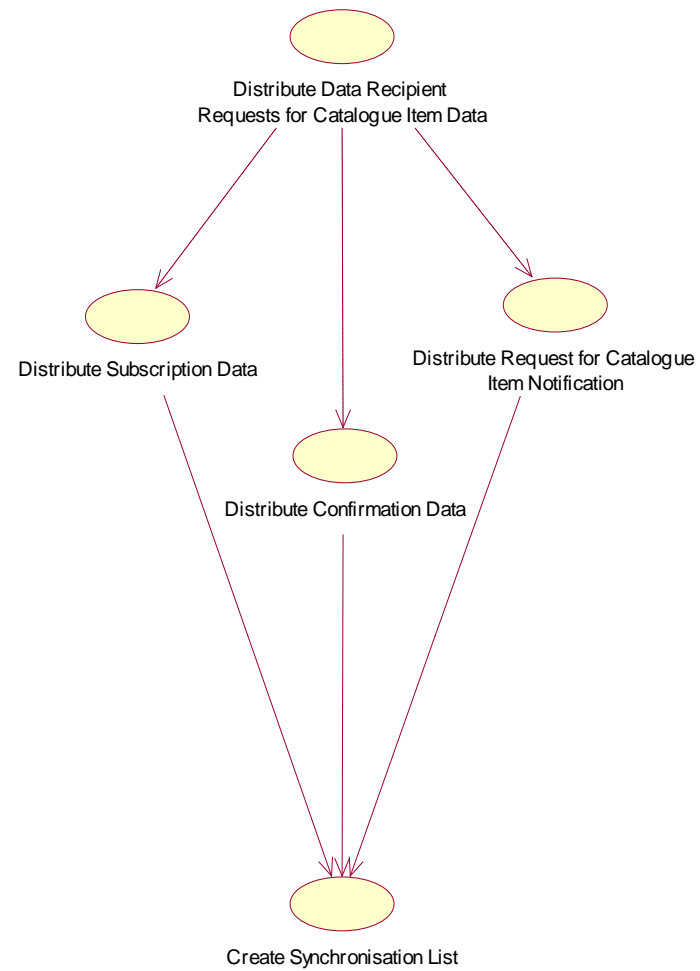 Distribute Data Recipient
Requests for Catalogue Item Data
Distribute Subscription Data
Distribute Request for Catalogue
Item Notification
Distribute Confirmation Data
Create Synchronisation List